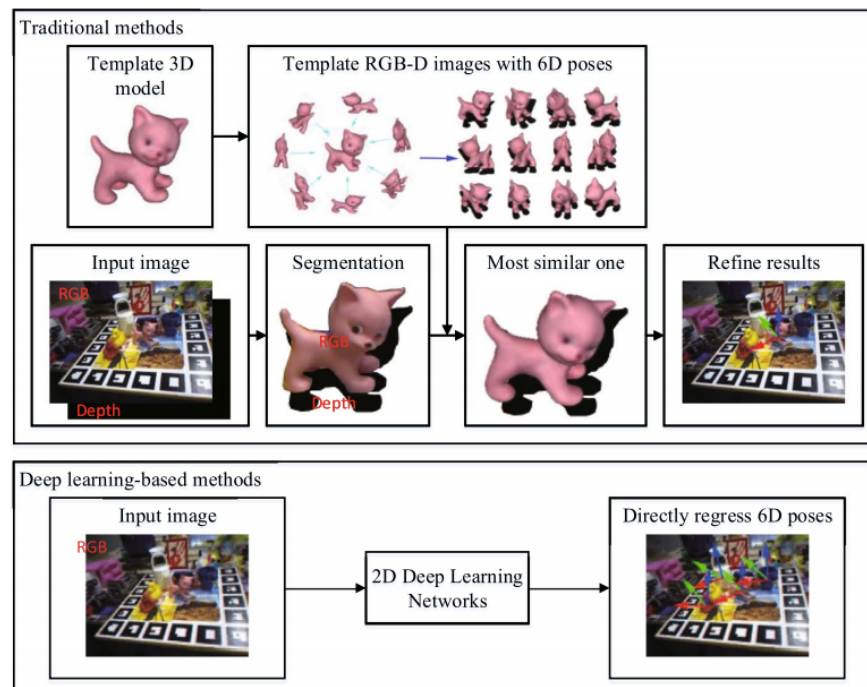 Traditional methods
Template 3D
model
Template RGB-D images with 6D poses
Input image
RGB
Depth
Segmentation
RGB
Depth
Most similar one
Refine results
Deep learning-based methods
Input image
RGB
2D Deep Learning
Networks
Directly regress 6D poses